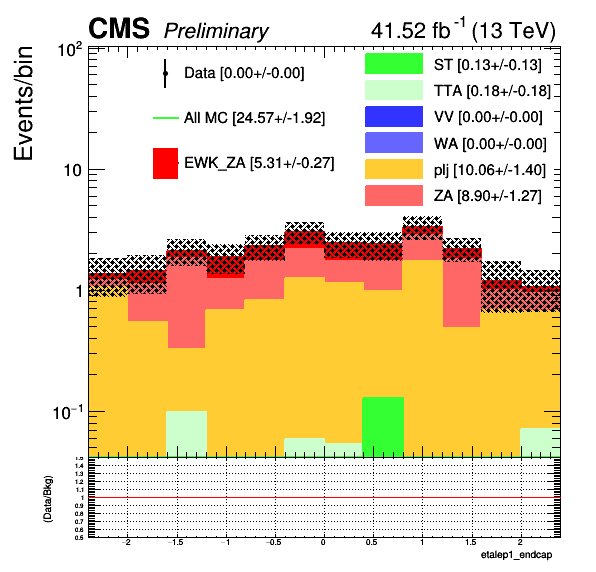 CMS Preliminary 41.52 fb⁻¹ (13 TeV)
Events/bin
10²
10
1
10⁻¹
Data [0.00+/-0.00]
All MC [24.57+/-1.92]
EWK_ZA [5.31+/-0.27]
ST [0.13+/-0.13]
TTA [0.18+/-0.18]
VV [0.00+/-0.00]
WA [0.00+/-0.00]
plj [10.06+/-1.40]
ZA [8.90+/-1.27]
(Data/Bkg)
1.5
1.4
1.3
1.2
1.1
1
0.9
0.8
0.7
0.6
0.5
−2 −1.5 −1 −0.5 0 0.5 1 1.5 2
etalep1_endcap